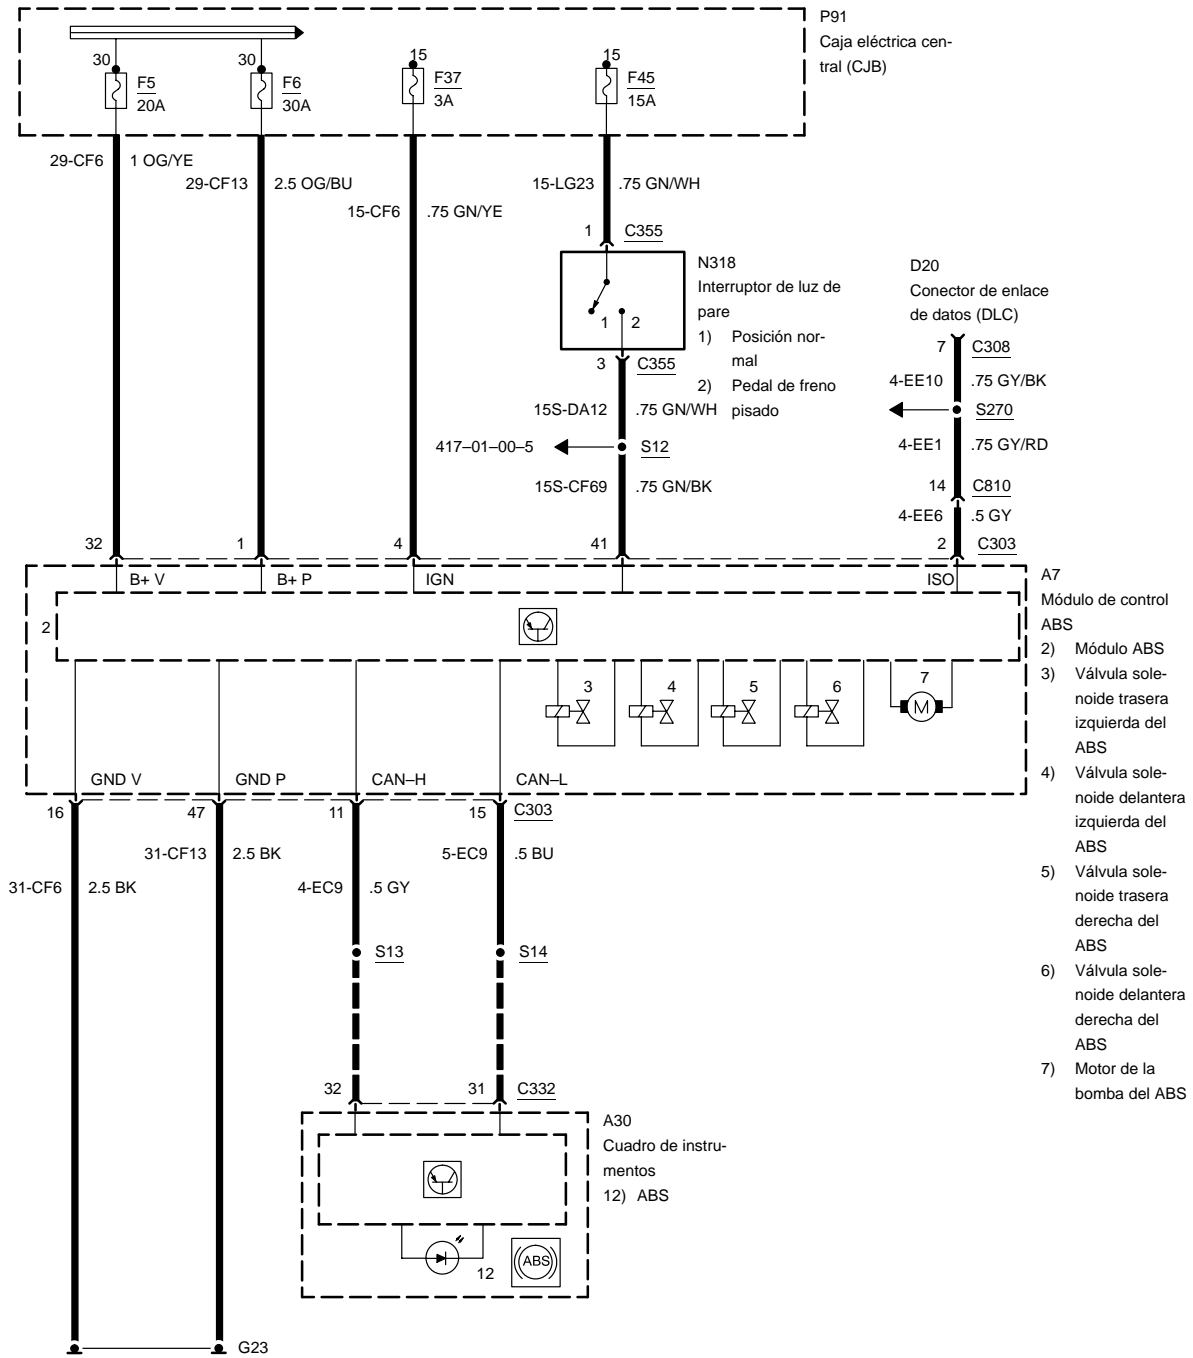 P91
Caja eléctrica cen-
tral (CJB)
30
F5
20A
30
F6
30A
15
F37
3A
15
F45
15A
29-CF6
1 OG/YE
29-CF13
2.5 OG/BU
15-CF6
.75 GN/YE
15-LG23
.75 GN/WH
1
C355
N318
Interruptor de luz de
pare
1) Posición nor-
mal
2) Pedal de freno
pisado
1
2
3
C355
D20
Conector de enlace
de datos (DLC)
7
C308
4-EE10
.75 GY/BK
S270
4-EE1
.75 GY/RD
14
C810
4-EE6
.5 GY
15S-DA12
.75 GN/WH
417–01–00–5
S12
15S-CF69
.75 GN/BK
32
1
4
41
2
C303
B+ V
B+ P
IGN
ISO
2
A7
Módulo de control
ABS
2) Módulo ABS
3) Válvula sole-
noide trasera
izquierda del
ABS
4) Válvula sole-
noide delantera
izquierda del
ABS
5) Válvula sole-
noide trasera
derecha del
ABS
6) Válvula sole-
noide delantera
derecha del
ABS
7) Motor de la
bomba del ABS
3
4
5
6
7
M
GND V
GND P
CAN–H
CAN–L
16
47
11
15
C303
31-CF13
2.5 BK
5-EC9
.5 BU
31-CF6
2.5 BK
4-EC9
.5 GY
S13
S14
32
31
C332
A30
Cuadro de instru-
mentos
12) ABS
12
ABS
G23